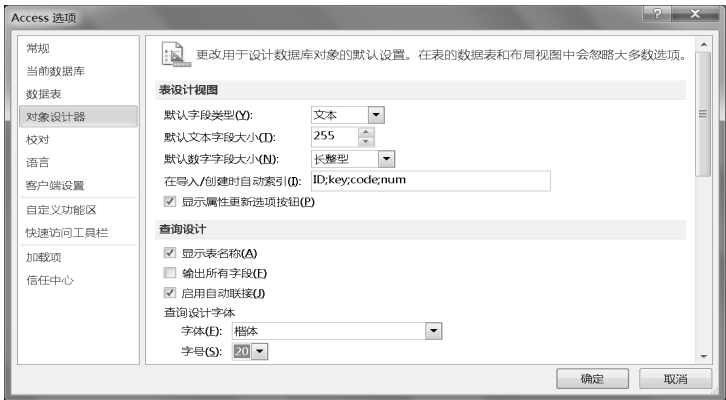 Access 选项
常规
当前数据库
数据表
对象设计器
校对
语言
客户端设置
自定义功能区
快速访问工具栏
加载项
信任中心
更改用于设计数据库对象的默认设置。在表的数据表和布局视图中会忽略大多数选项。
表设计视图
默认字段类型(Y): 文本
默认文本字段大小(T): 255
默认数字字段大小(N): 长整型
在导入/创建时自动索引(I): ID;key;code;num
显示属性更新选项按钮(P)
查询设计
显示表名称(A)
输出所有字段(F)
启用自动联接(J)
查询设计字体
字体(F): 楷体
字号(S): 20
确定 取消